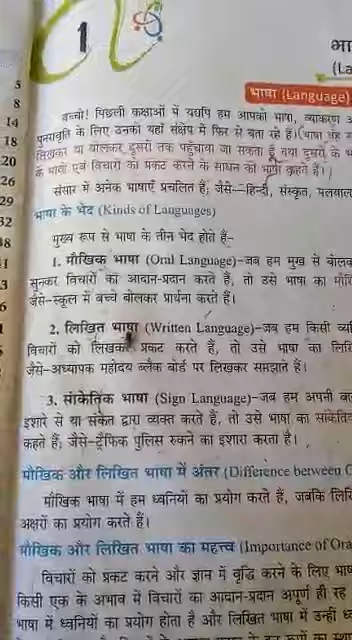 1
भा
(La
भाषा (Language)
5
8
14
18
20
26
29
32
बच्चो! पिछली कक्षाओं में यद्यपि हम आपको भाषा, व्याकरण
पुनरावृति के लिए उनको यहाँ संक्षेप में फिर से बता रहे हैं।
लिखकर या बोलकर दूसरों तक पहुँचाया जा सकता है तथा दूसरों के
के भावों एवं विचारों को प्रकट करने के साधन को भाषा कहते हैं।
संसार में अनेक भाषाएँ प्रचलित हैं; जैसे–हिन्दी, संस्कृत, मलयाल
भाषा के भेद (Kinds of Languages)
मुख्य रूप से भाषा के तीन भेद होते हैं–
1. मौखिक भाषा (Oral Language)–जब हम मुख से बोलक
सुनकर विचारों का आदान-प्रदान करते हैं, तो उसे भाषा का मौखि
जैसे–स्कूल में बच्चे बोलकर प्रार्थना करते हैं।
2. लिखित भाषा (Written Language)–जब हम किसी व्य
विचारों को लिखकर प्रकट करते हैं, तो उसे भाषा का लिखि
जैसे–अध्यापक महोदय ब्लैक बोर्ड पर लिखकर समझाते हैं।
3. सांकेतिक भाषा (Sign Language)–जब हम अपनी बा
इशारे से या संकेत द्वारा व्यक्त करते हैं, तो उसे भाषा का सांकेति
कहते हैं; जैसे–ट्रैफिक पुलिस रुकने का इशारा करता है।
मौखिक और लिखित भाषा में अंतर (Difference between O
मौखिक भाषा में हम ध्वनियों का प्रयोग करते हैं, जबकि लिखि
अक्षरों का प्रयोग करते हैं।
मौखिक और लिखित भाषा का महत्त्व (Importance of Ora
विचारों को प्रकट करने और ज्ञान में वृद्धि करने के लिए भाष
किसी एक के अभाव में विचारों का आदान-प्रदान अपूर्ण ही रह
भाषा में ध्वनियों का प्रयोग होता है और लिखित भाषा में उन्हीं ध्